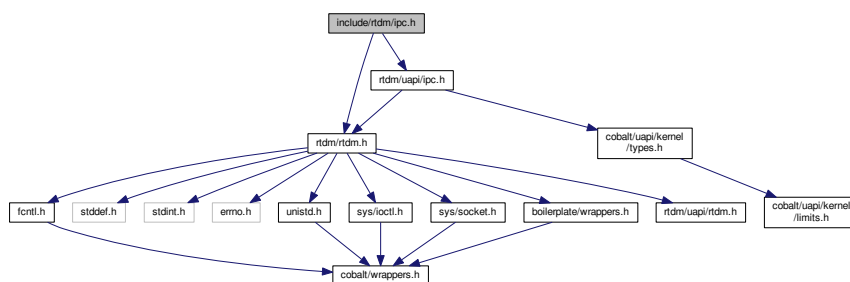 include/rtdm/ipc.h
rtdm/uapi/ipc.h
rtdm/rtdm.h
cobalt/uapi/kernel
/types.h
fcntl.h
stddef.h
stdint.h
errno.h
unistd.h
sys/ioctl.h
sys/socket.h
boilerplate/wrappers.h
rtdm/uapi/rtdm.h
cobalt/uapi/kernel
/limits.h
cobalt/wrappers.h